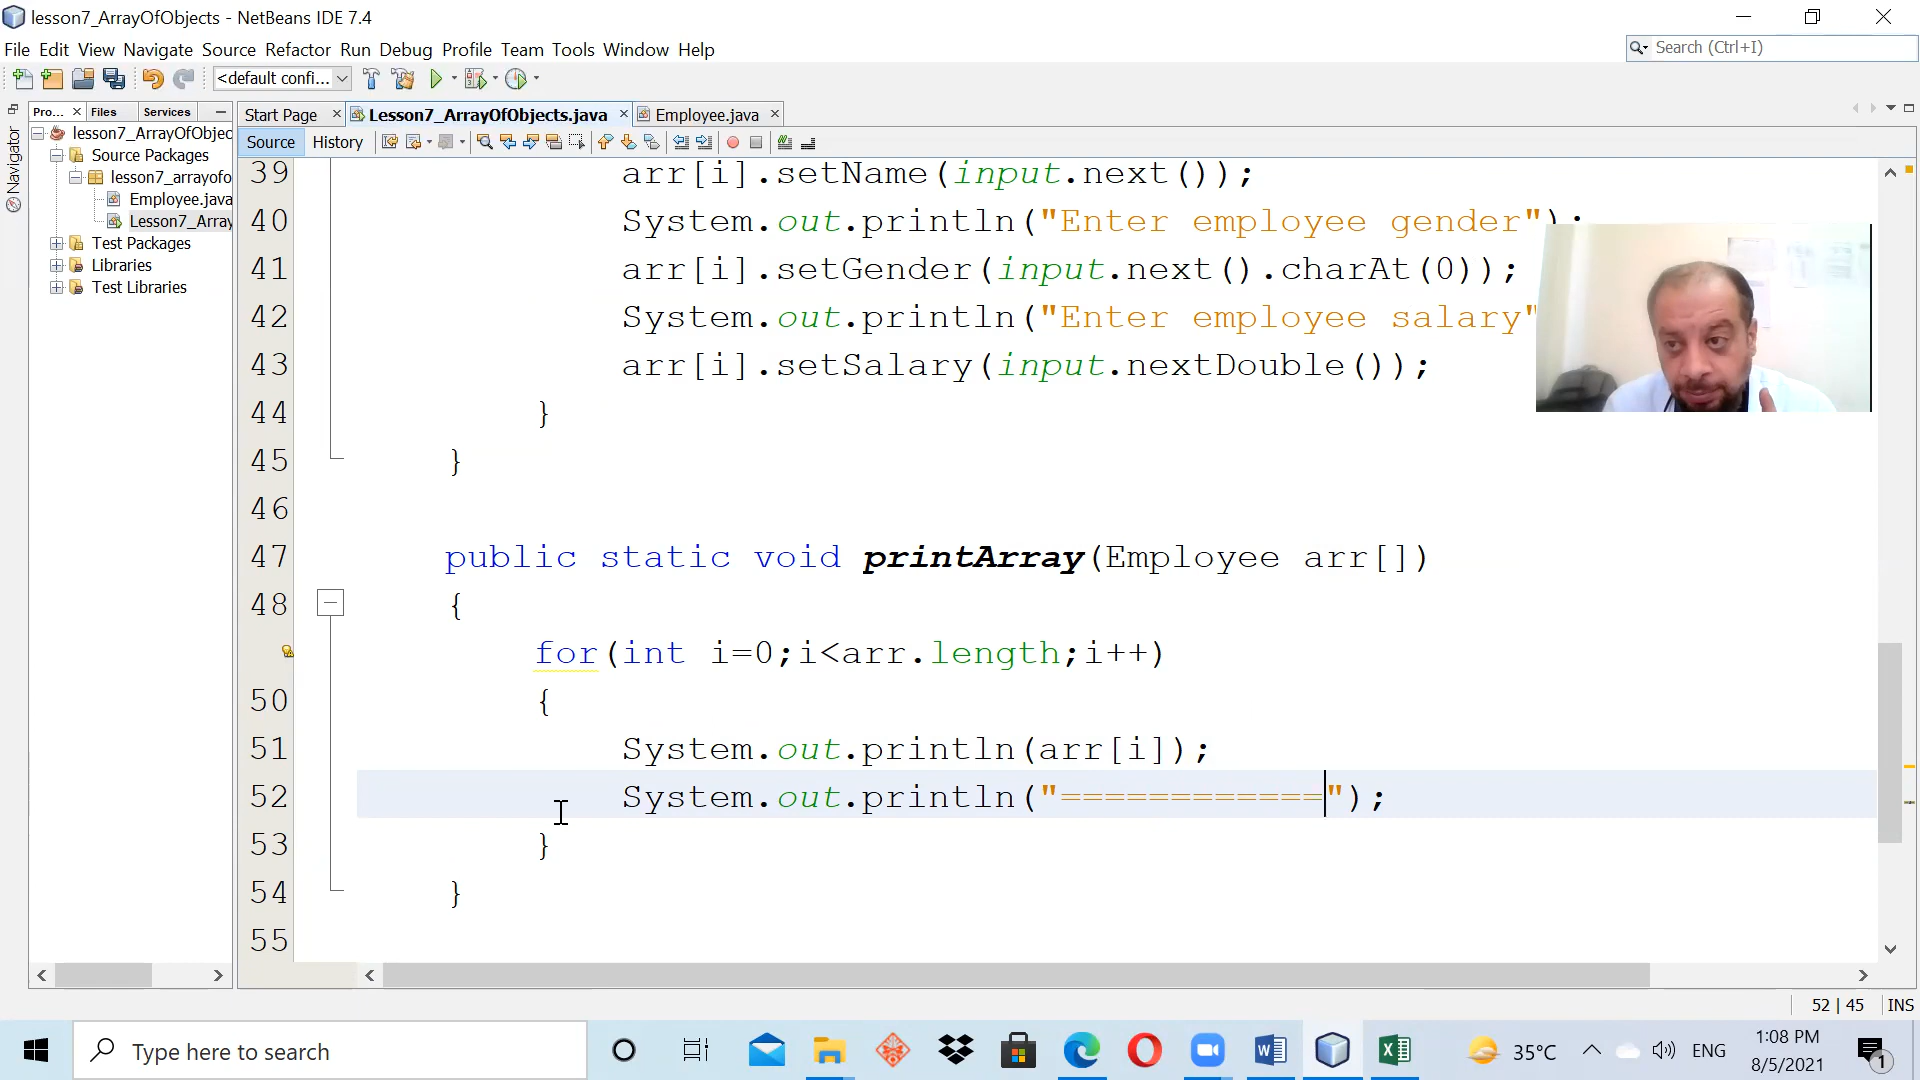 lesson7_ArrayOfObjects - NetBeans IDE 7.4
File Edit View Navigate Source Refactor Run Debug Profile Team Tools Window Help
Search (Ctrl+I)
<default confi...
Pro... Files Services
Start Page Lesson7_ArrayOfObjects.java Employee.java
Source History
Navigator
lesson7_ArrayOfObjec
Source Packages
lesson7_arrayofo
Employee.java
Lesson7_Array
Test Packages
Libraries
Test Libraries
39 arr[i].setName(input.next());
40 System.out.println("Enter employee gender");
41 arr[i].setGender(input.next().charAt(0));
42 System.out.println("Enter employee salary"
43 arr[i].setSalary(input.nextDouble());
44 }
45 }
46
47 public static void printArray(Employee arr[])
48 {
for(int i=0;i<arr.length;i++)
50 {
51 System.out.println(arr[i]);
52 System.out.println("============");
53 }
54 }
55
52 | 45 INS
Type here to search
35°C
ENG
1:08 PM
8/5/2021
1